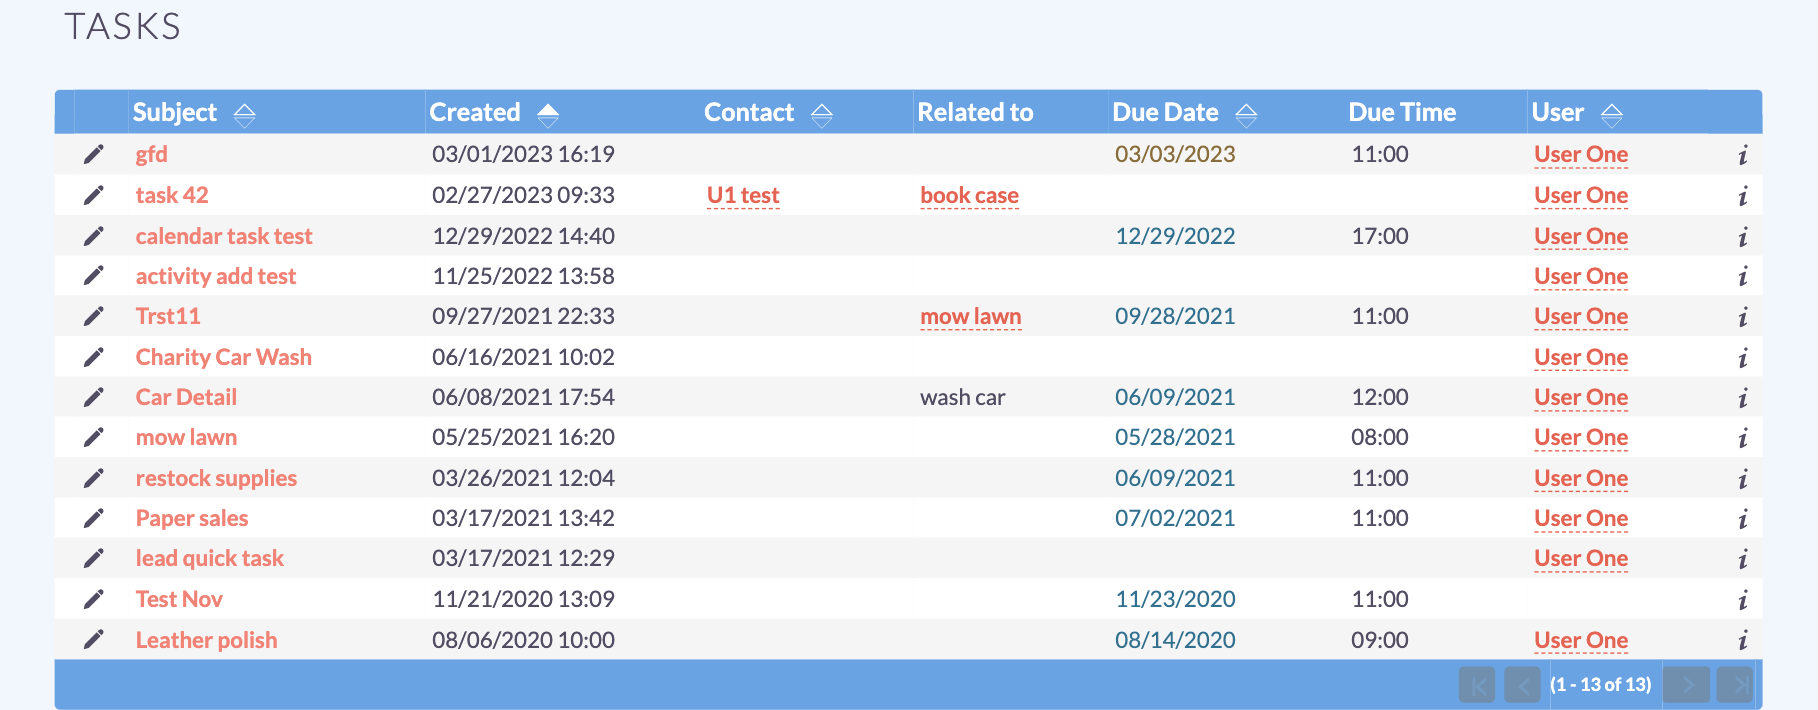 TASKS
Subject Created Contact Related to Due Date Due Time User
gfd 03/01/2023 16:19 03/03/2023 11:00 User One i
task 42 02/27/2023 09:33 U1 test book case User One i
calendar task test 12/29/2022 14:40 12/29/2022 17:00 User One i
activity add test 11/25/2022 13:58 User One i
Trst11 09/27/2021 22:33 mow lawn 09/28/2021 11:00 User One i
Charity Car Wash 06/16/2021 10:02 User One i
Car Detail 06/08/2021 17:54 wash car 06/09/2021 12:00 User One i
mow lawn 05/25/2021 16:20 05/28/2021 08:00 User One i
restock supplies 03/26/2021 12:04 06/09/2021 11:00 User One i
Paper sales 03/17/2021 13:42 07/02/2021 11:00 User One i
lead quick task 03/17/2021 12:29 User One i
Test Nov 11/21/2020 13:09 11/23/2020 11:00 i
Leather polish 08/06/2020 10:00 08/14/2020 09:00 User One i
(1 - 13 of 13)